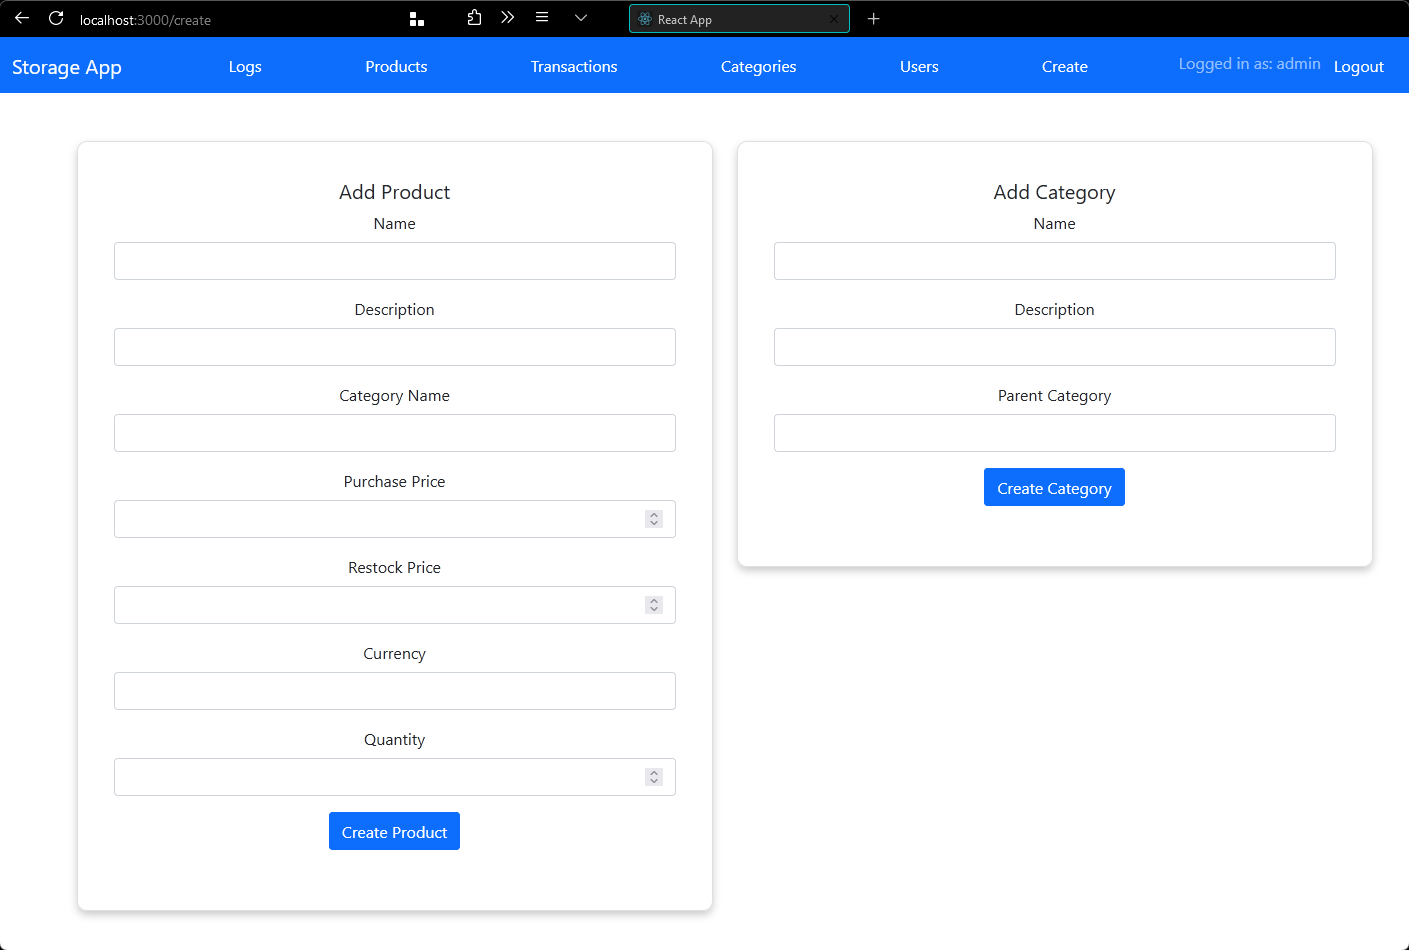 localhost:3000/create
React App
Storage App Logs Products Transactions Categories Users Create Logged in as: admin Logout
Add Product
Name
Description
Category Name
Purchase Price
Restock Price
Currency
Quantity
Create Product
Add Category
Name
Description
Parent Category
Create Category